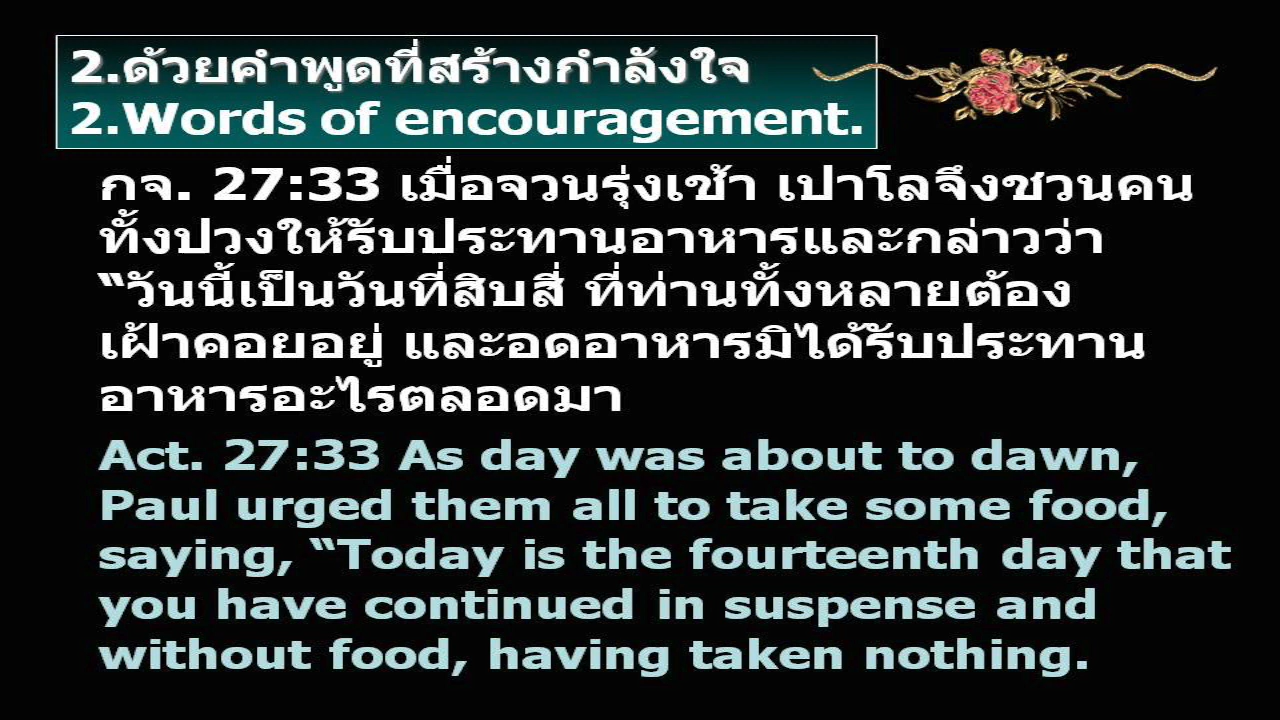 2.ด้วยคำพูดที่สร้างกำลังใจ
2.Words of encouragement.
กจ. 27:33 เมื่อจวนรุ่งเช้า เปาโลจึงชวนคน
ทั้งปวงให้รับประทานอาหารและกล่าวว่า
“วันนี้เป็นวันที่สิบสี่ ที่ท่านทั้งหลายต้อง
เฝ้าคอยอยู่ และอดอาหารมิได้รับประทาน
อาหารอะไรตลอดมา
Act. 27:33 As day was about to dawn,
Paul urged them all to take some food,
saying, “Today is the fourteenth day that
you have continued in suspense and
without food, having taken nothing.